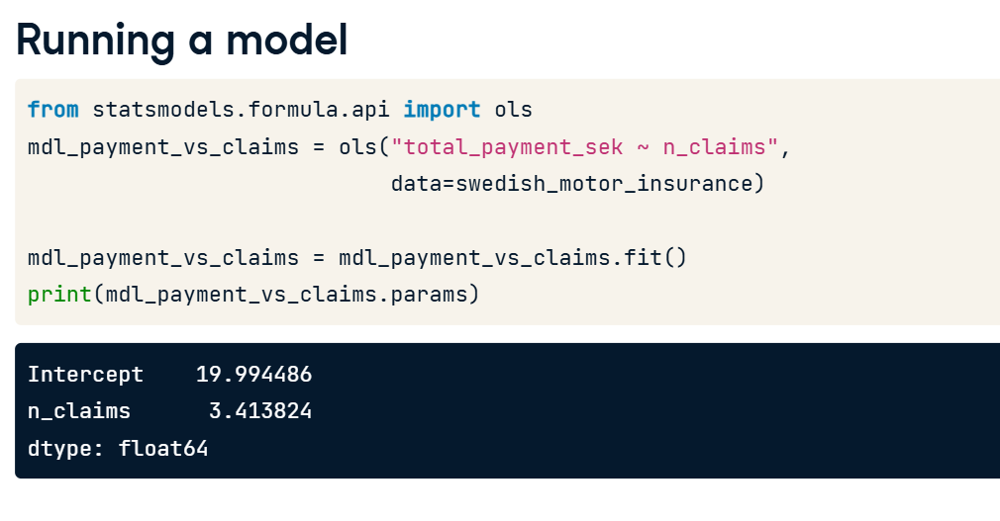 Running a model
from statsmodels.formula.api import ols
mdl_payment_vs_claims = ols("total_payment_sek ~ n_claims",
                            data=swedish_motor_insurance)
mdl_payment_vs_claims = mdl_payment_vs_claims.fit()
print(mdl_payment_vs_claims.params)
Intercept    19.994486
n_claims      3.413824
dtype: float64